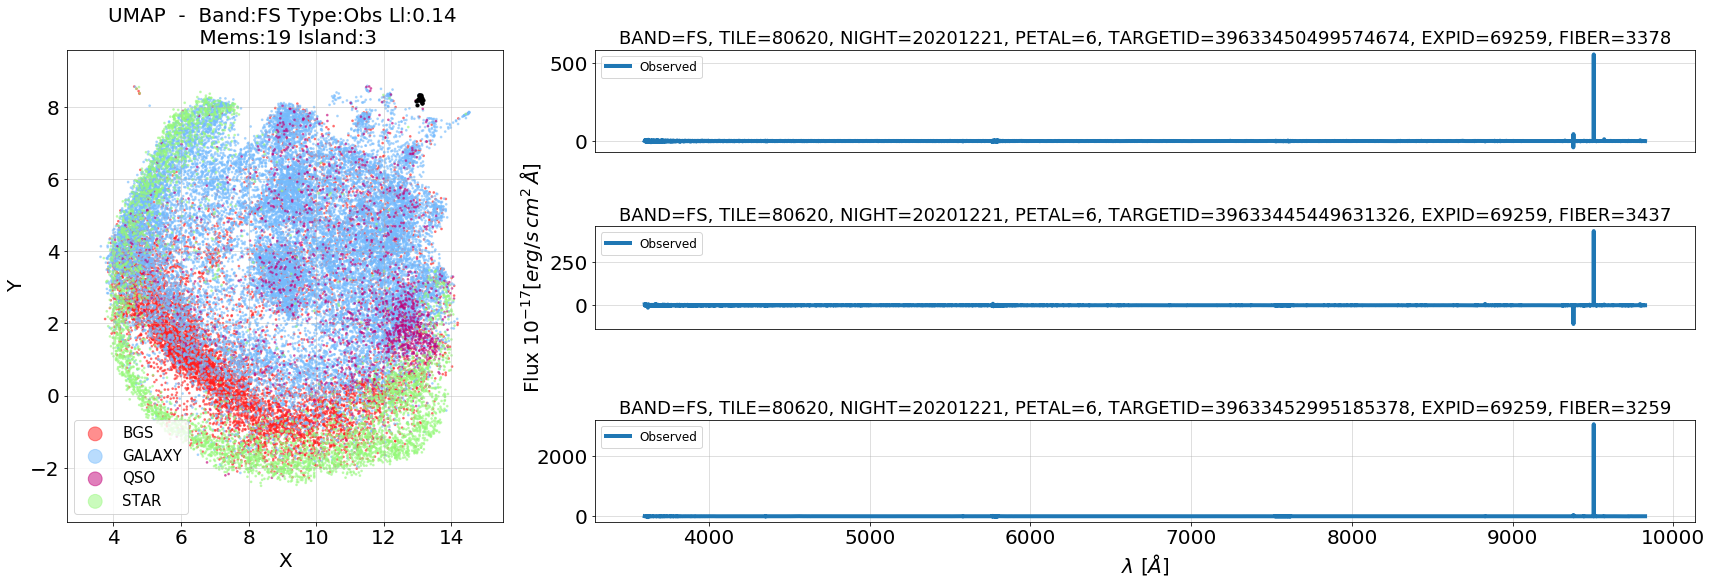 UMAP - Band:FS Type:Obs Ll:0.14
Mems:19 Island:3
Y
8
6
4
2
0
−2
BGS
GALAXY
QSO
STAR
4 6 8 10 12 14
X
Flux 10^{-17}[erg/s cm^2 Å]
BAND=FS, TILE=80620, NIGHT=20201221, PETAL=6, TARGETID=39633450499574674, EXPID=69259, FIBER=3378
500
0
Observed
BAND=FS, TILE=80620, NIGHT=20201221, PETAL=6, TARGETID=39633445449631326, EXPID=69259, FIBER=3437
250
0
Observed
BAND=FS, TILE=80620, NIGHT=20201221, PETAL=6, TARGETID=39633452995185378, EXPID=69259, FIBER=3259
2000
0
Observed
4000 5000 6000 7000 8000 9000 10000
λ [Å]